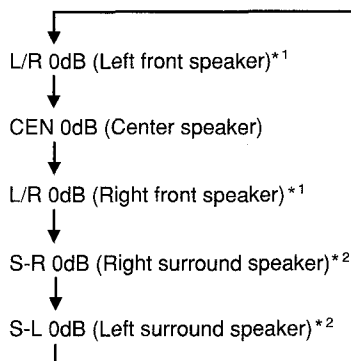 L/R 0dB (Left front speaker)*1
CEN 0dB (Center speaker)
L/R 0dB (Right front speaker)*1
S-R 0dB (Right surround speaker)*2
S-L 0dB (Left surround speaker)*2